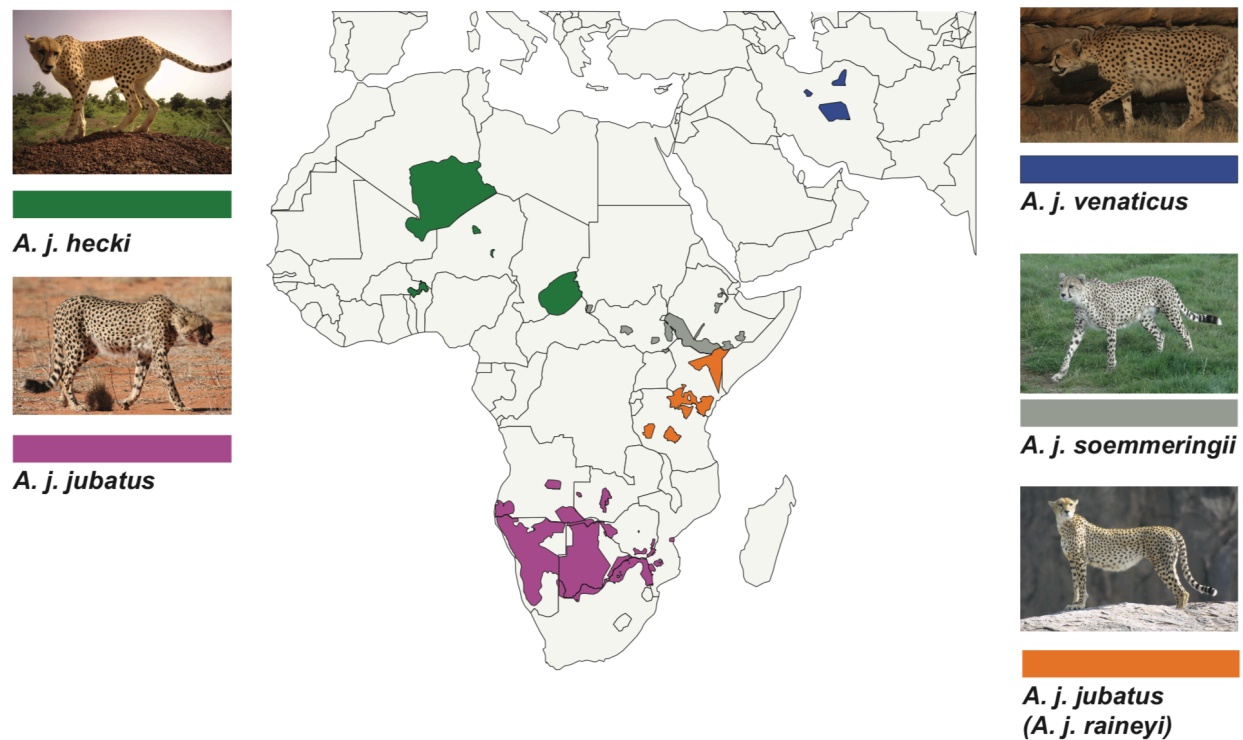 A. j. hecki
A. j. jubatus
A. j. venaticus
A. j. soemmeringii
A. j. jubatus
(A. j. raineyi)